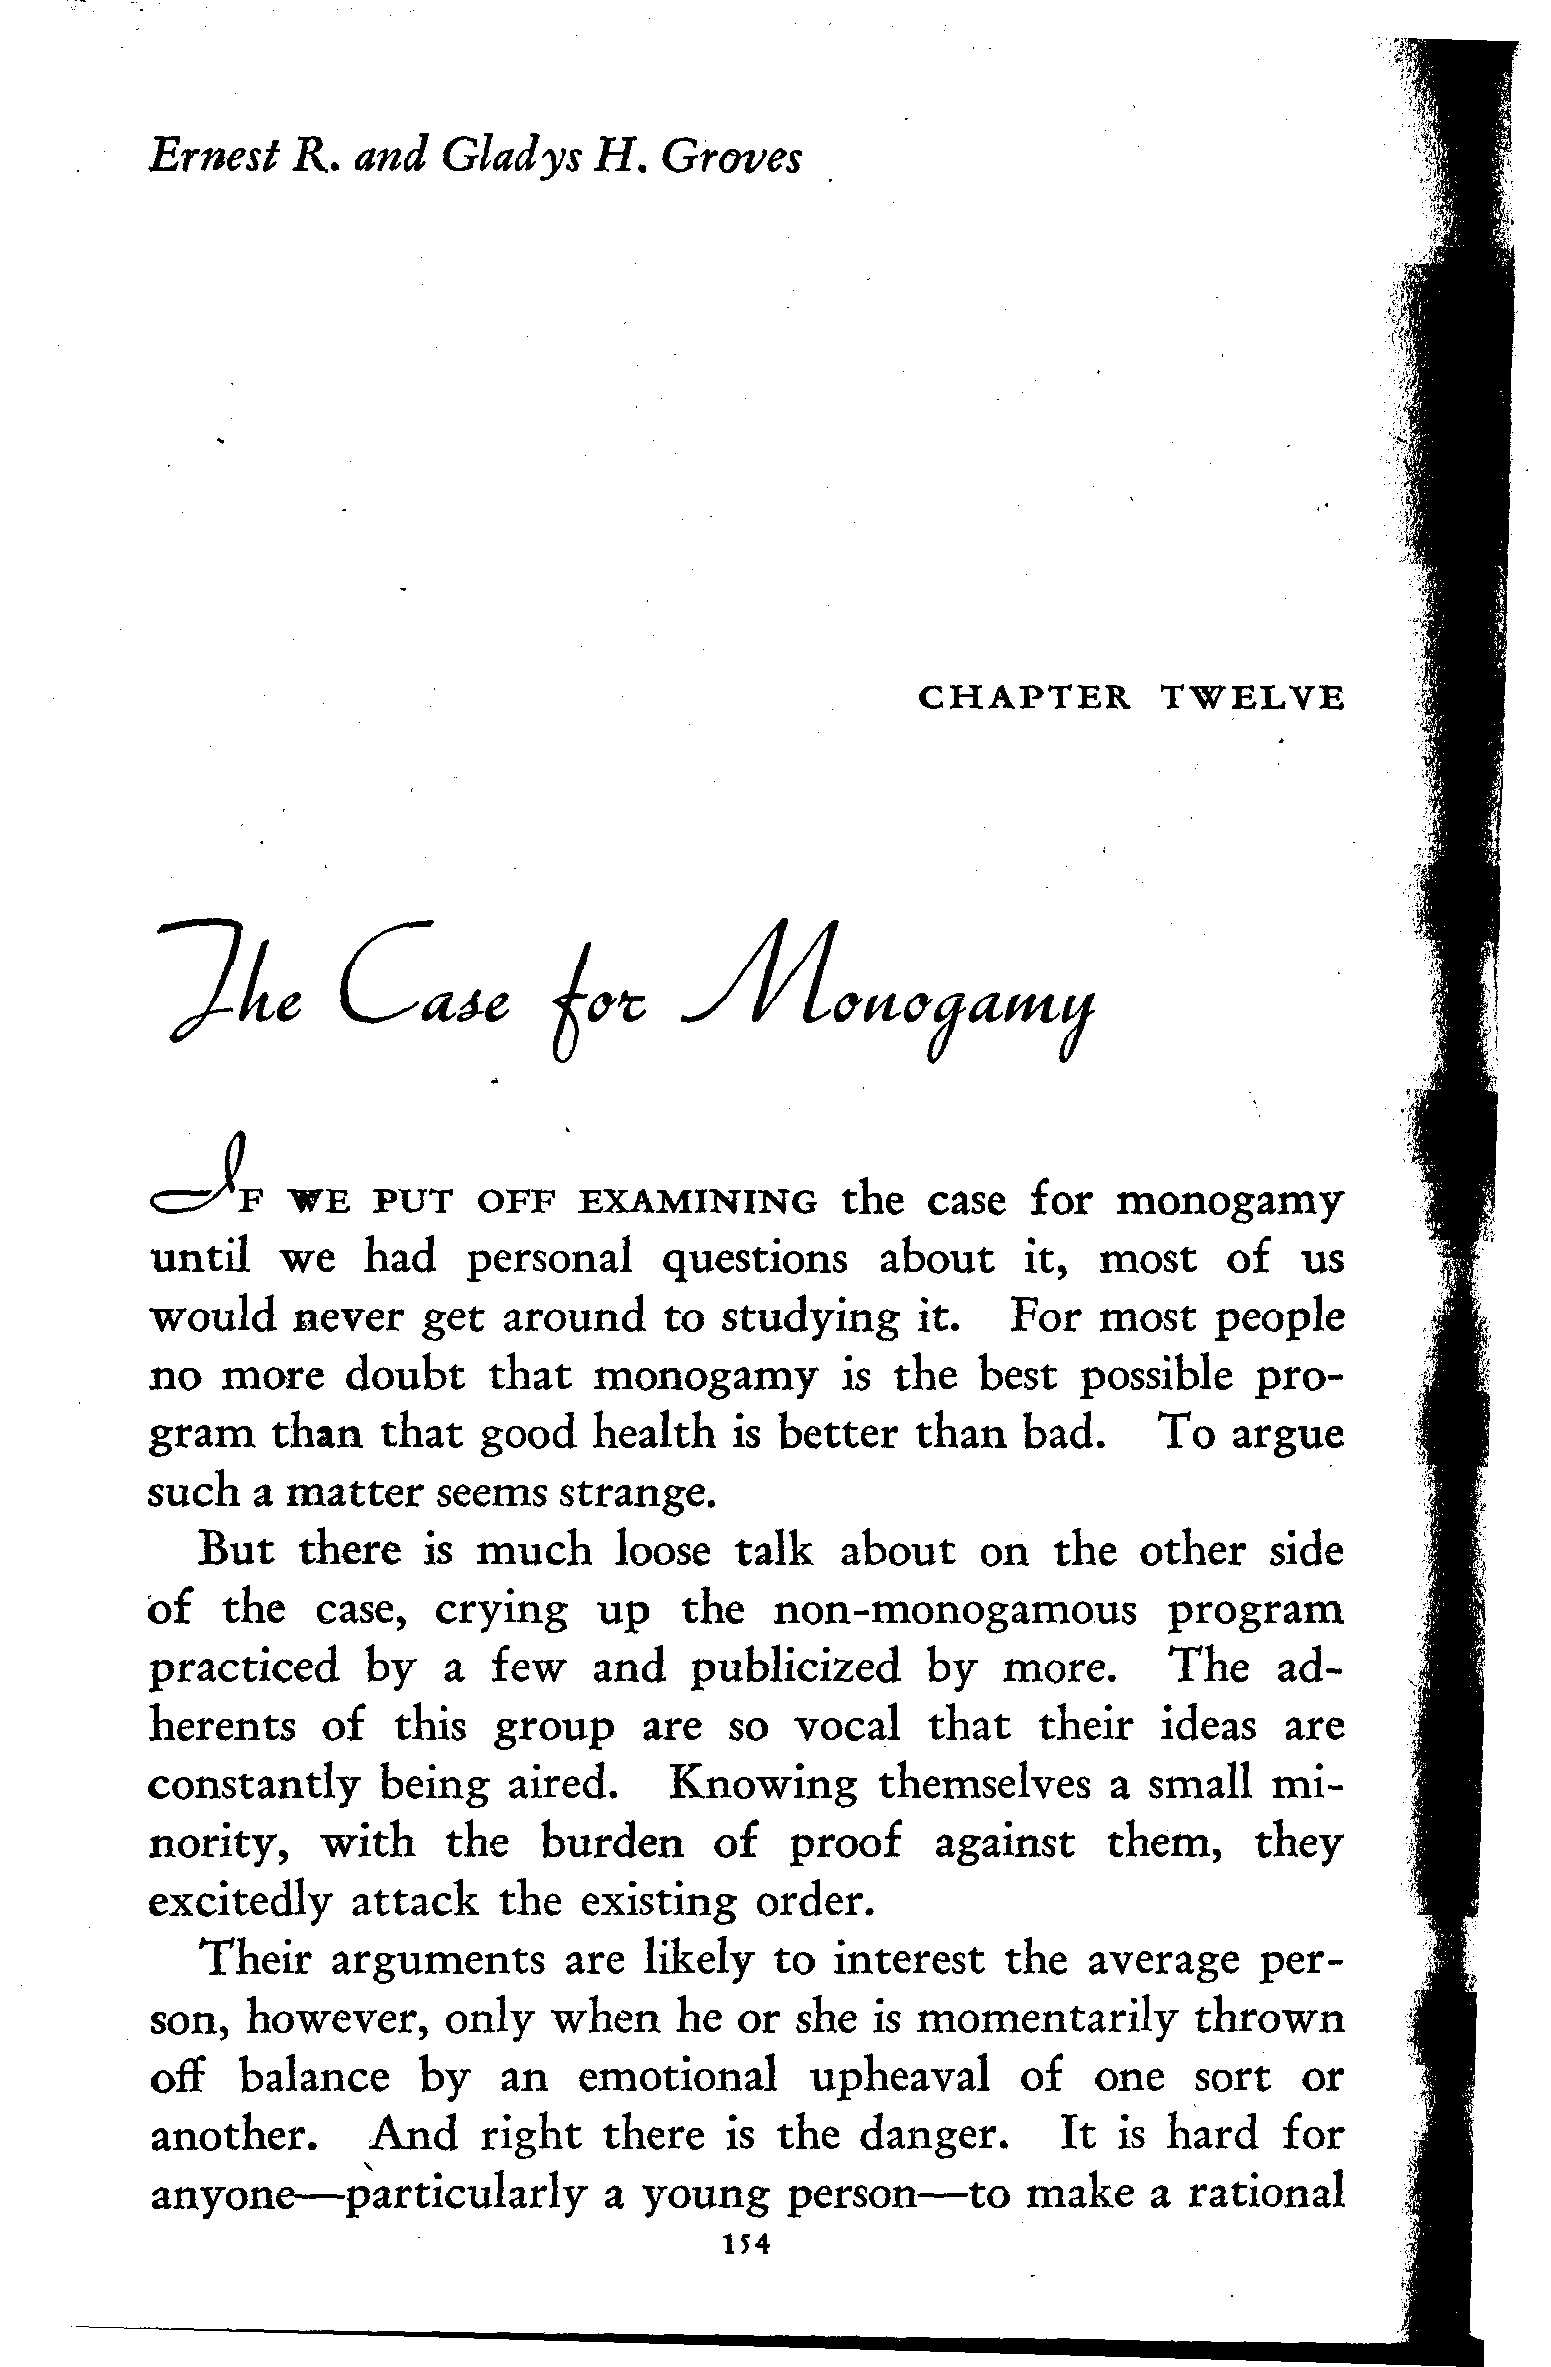 Ernest R. and Gladys H. Groves
CHAPTER TWELVE
The Case for Monogamy
IF WE PUT OFF EXAMINING the case for monogamy
until we had personal questions about it, most of us
would never get around to studying it. For most people
no more doubt that monogamy is the best possible pro-
gram than that good health is better than bad. To argue
such a matter seems strange.
But there is much loose talk about on the other side
of the case, crying up the non-monogamous program
practiced by a few and publicized by more. The ad-
herents of this group are so vocal that their ideas are
constantly being aired. Knowing themselves a small mi-
nority, with the burden of proof against them, they
excitedly attack the existing order.
Their arguments are likely to interest the average per-
son, however, only when he or she is momentarily thrown
off balance by an emotional upheaval of one sort or
another. And right there is the danger. It is hard for
anyone—particularly a young person—to make a rational
154